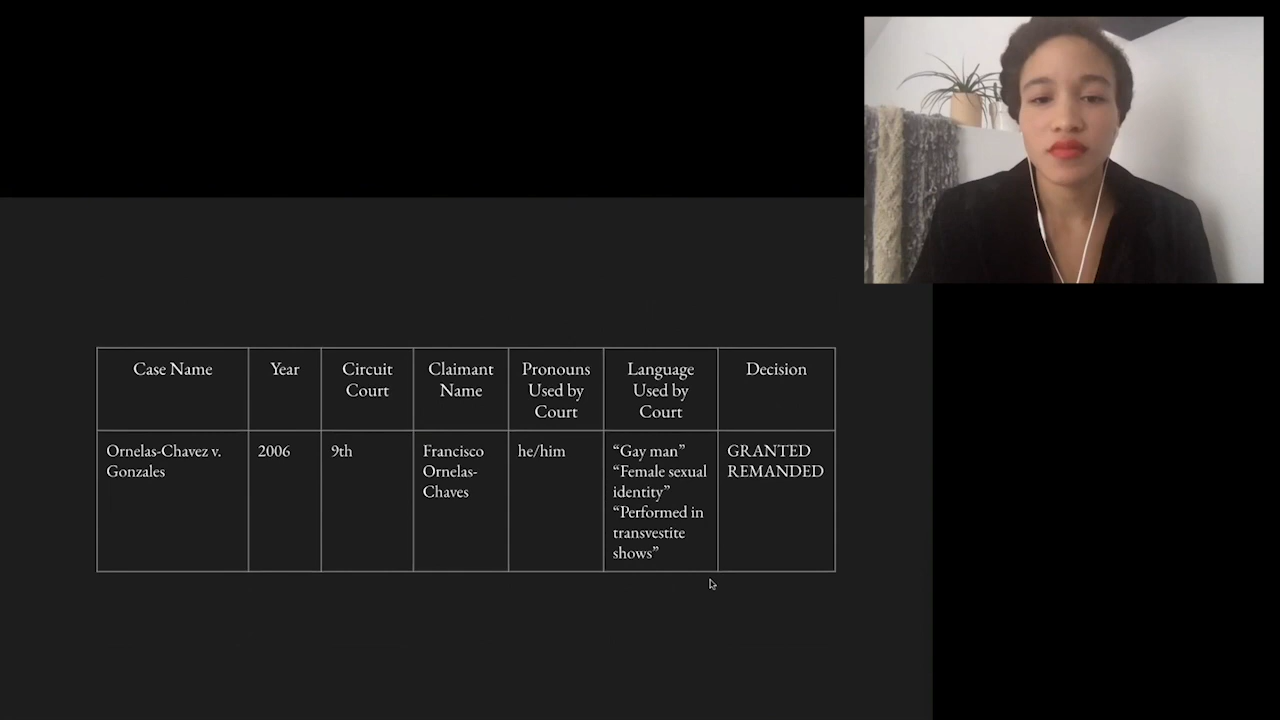 Case Name
Year
Circuit
Court
Claimant
Name
Pronouns
Used by
Court
Language
Used by
Court
Decision
Ornelas-Chavez v.
Gonzales
2006
9th
Francisco
Ornelas-
Chaves
he/him
“Gay man”
“Female sexual
identity”
“Performed in
transvestite
shows”
GRANTED
REMANDED